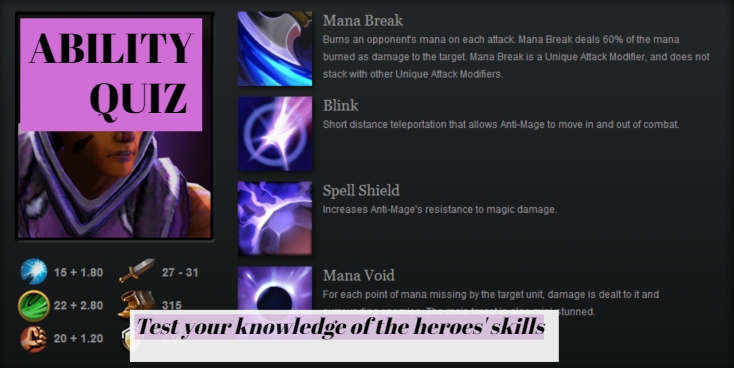 ABILITY
QUIZ
Mana Break
Burns an opponent's mana on each attack. Mana Break deals 60% of the mana
burned as damage to the target. Mana Break is a Unique Attack Modifier, and does not
stack with other Unique Attack Modifiers.
Blink
Short distance teleportation that allows Anti-Mage to move in and out of combat.
Spell Shield
Increases Anti-Mage's resistance to magic damage.
Mana Void
For each point of mana missing by the target unit, damage is dealt to it and
stunned.
15 + 1.80 27 - 31
22 + 2.80 315
20 + 1.20
Test your knowledge of the heroes' skills